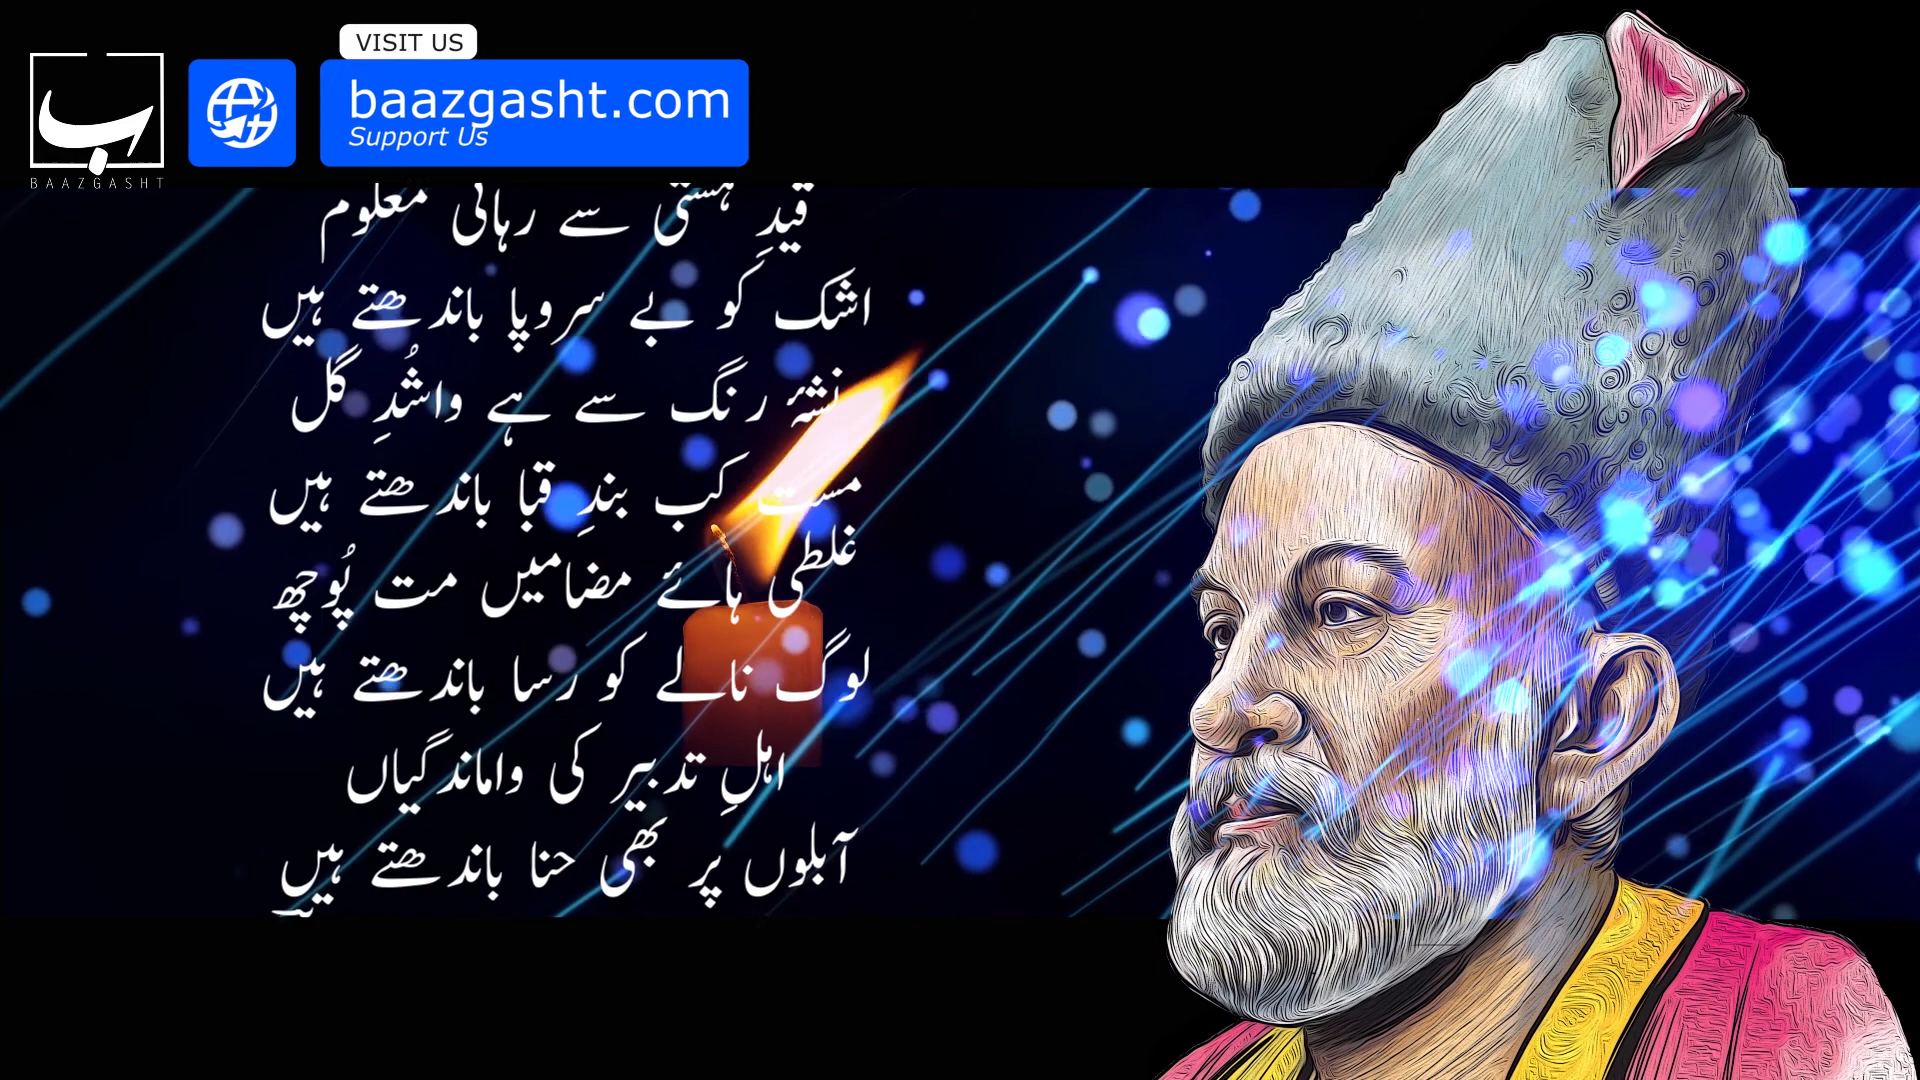 VISIT US
baazgasht.com
Support Us
BAAZGASHT
قیدِ ہستی سے رہائی معلوم
اشک کو بے سروپا باندھتے ہیں
نشۂ رنگ سے ہے واشُدِ گل
مست کب بندِ قبا باندھتے ہیں
غلطی ہائے مضامیں مت پُوچھ
لوگ نالے کو رسا باندھتے ہیں
اہلِ تدبیر کی واماندگیاں
آبلوں پر بھی حنا باندھتے ہیں